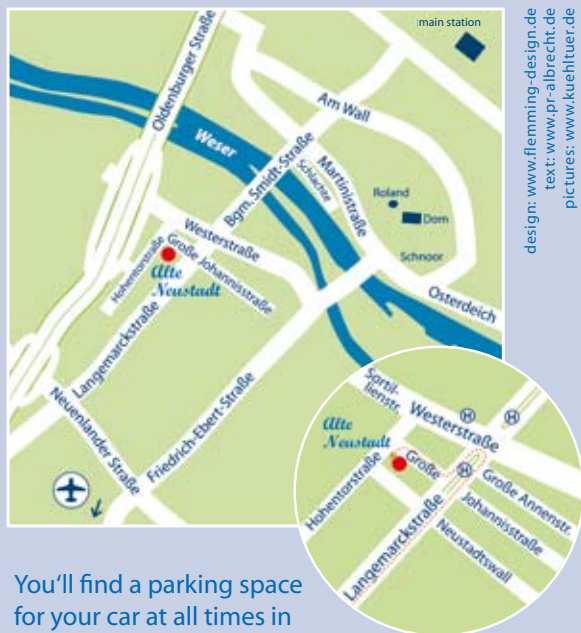 main station
Oldenburger Straße
Am Wall
Weser
Bgm. Smidt-Straße
Schlachte
Martinistraße
Roland
Dom
Schnoor
Westerstraße
Hohentorstraße
Große Johannisstraße
Alte
Neustadt
Osterdeich
Langemarckstraße
Neuenlander Straße
Friedrich-Ebert-Straße
Sortil-
lienstr.
Westerstraße
H
H
Alte
Neustadt
Große
H
Große Annenstr.
Hohentorstraße
Johannisstraße
Langemarckstraße
Neustadtswall
You'll find a parking space
for your car at all times in
design: www.flemming-design.de
text: www.pr-albrecht.de
pictures: www.kuehltuer.de